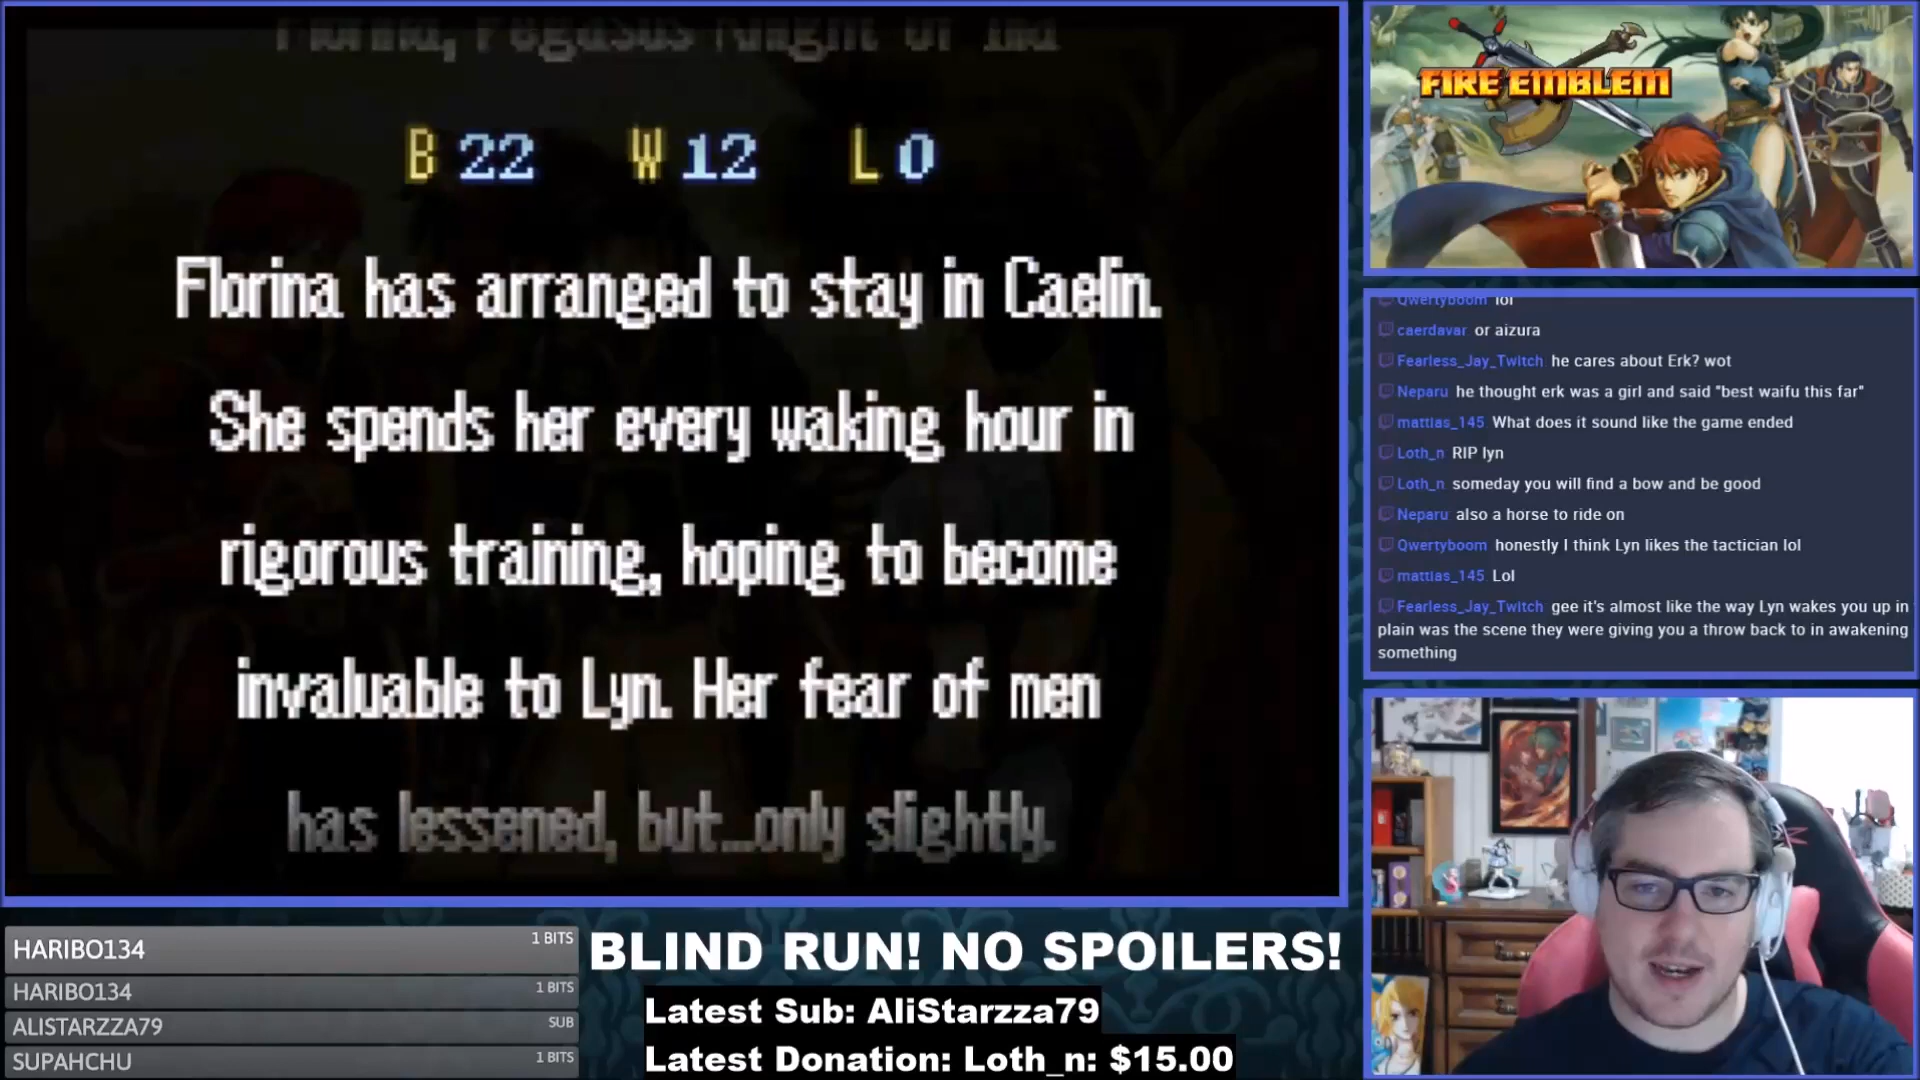 Florina, Pegasus Knight of Ilia
B 22 W 12 L 0
Florina has arranged to stay in Caelin.
She spends her every waking hour in
rigorous training, hoping to become
invaluable to Lyn. Her fear of men
has lessened, but...only slightly.
FIRE EMBLEM
Qwertyboom lol
caerdavar or aizura
Fearless_Jay_Twitch he cares about Erk? wot
Neparu he thought erk was a girl and said "best waifu this far"
mattias_145 What does it sound like the game ended
Loth_n RIP lyn
Loth_n someday you will find a bow and be good
Neparu also a horse to ride on
Qwertyboom honestly I think Lyn likes the tactician lol
mattias_145 Lol
Fearless_Jay_Twitch gee it's almost like the way Lyn wakes you up in
plain was the scene they were giving you a throw back to in awakening
something
HARIBO134 1 BITS
HARIBO134 1 BITS
ALISTARZZA79 SUB
SUPAHCHU 1 BITS
BLIND RUN! NO SPOILERS!
Latest Sub: AliStarzza79
Latest Donation: Loth_n: $15.00